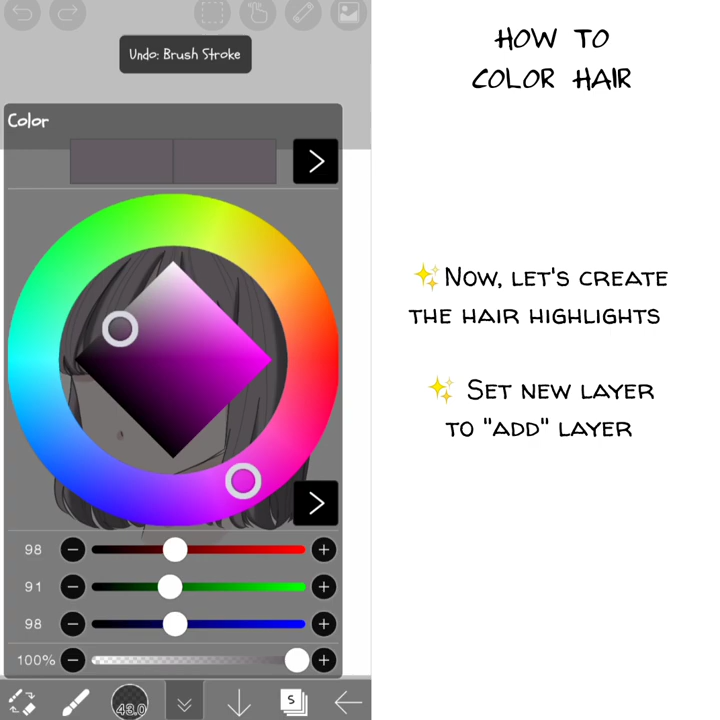 Undo: Brush Stroke
Color
98
91
98
100%
43.0
S
HOW TO
COLOR HAIR
✨Now, let's create
the hair highlights
✨ Set new layer
to "add" layer